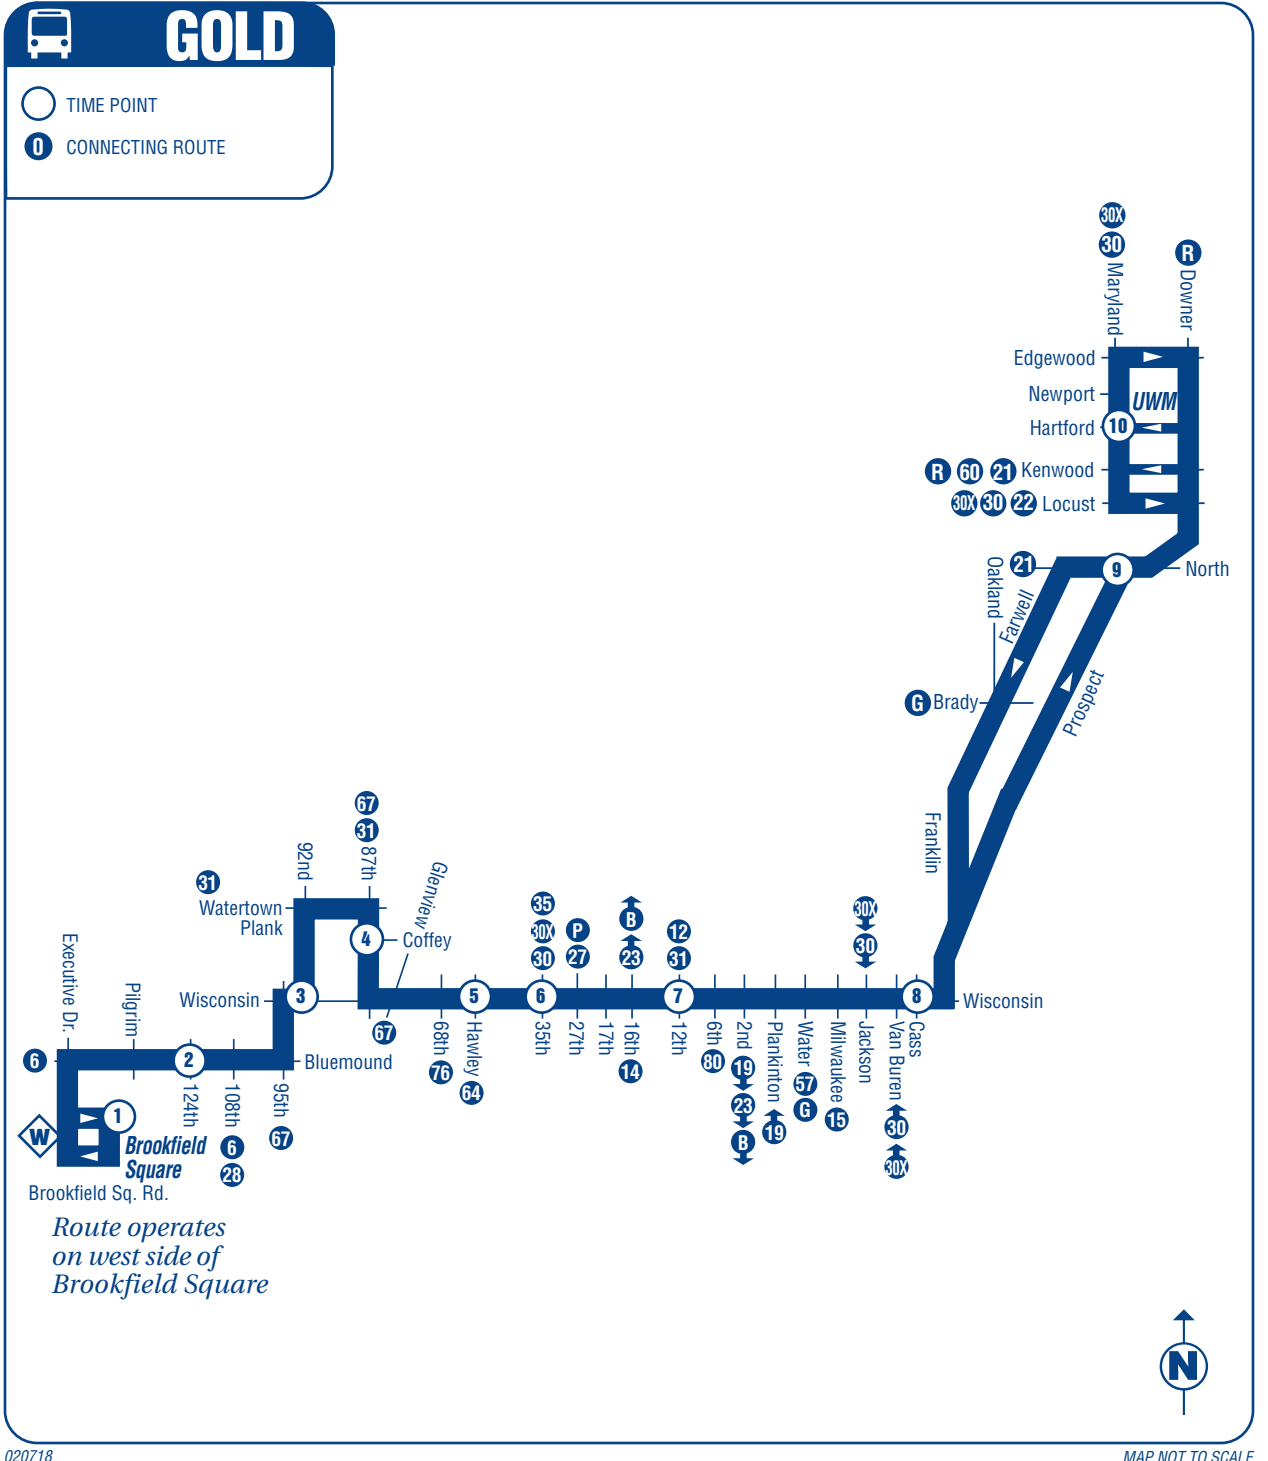 GOLD
TIME POINT
0 CONNECTING ROUTE
30X
30
Maryland
R
Downer
Edgewood
Newport
UWM
Hartford
10
R 60 21 Kenwood
30X 30 22 Locust
Oakland
21
9
North
Farwell
G Brady
Prospect
Franklin
67
31
87th
92nd
31
Watertown
Plank
Glenview
4
Coffey
35
30X
30
P
27
B
23
12
31
30X
30
Executive Dr.
Pilgrim
Wisconsin
3
5
6
7
8
Wisconsin
67
68th
76
Hawley
64
35th
27th
17th
16th
14
12th
6th
80
2nd
19
23
B
Plankinton
19
Water
57
G
Milwaukee
15
Jackson
Van Buren
30
30X
Cass
6
2
Bluemound
124th
108th
6
28
95th
67
1
W
Brookfield
Square
Brookfield Sq. Rd.
Route operates
on west side of
Brookfield Square
N
020718
MAP NOT TO SCALE